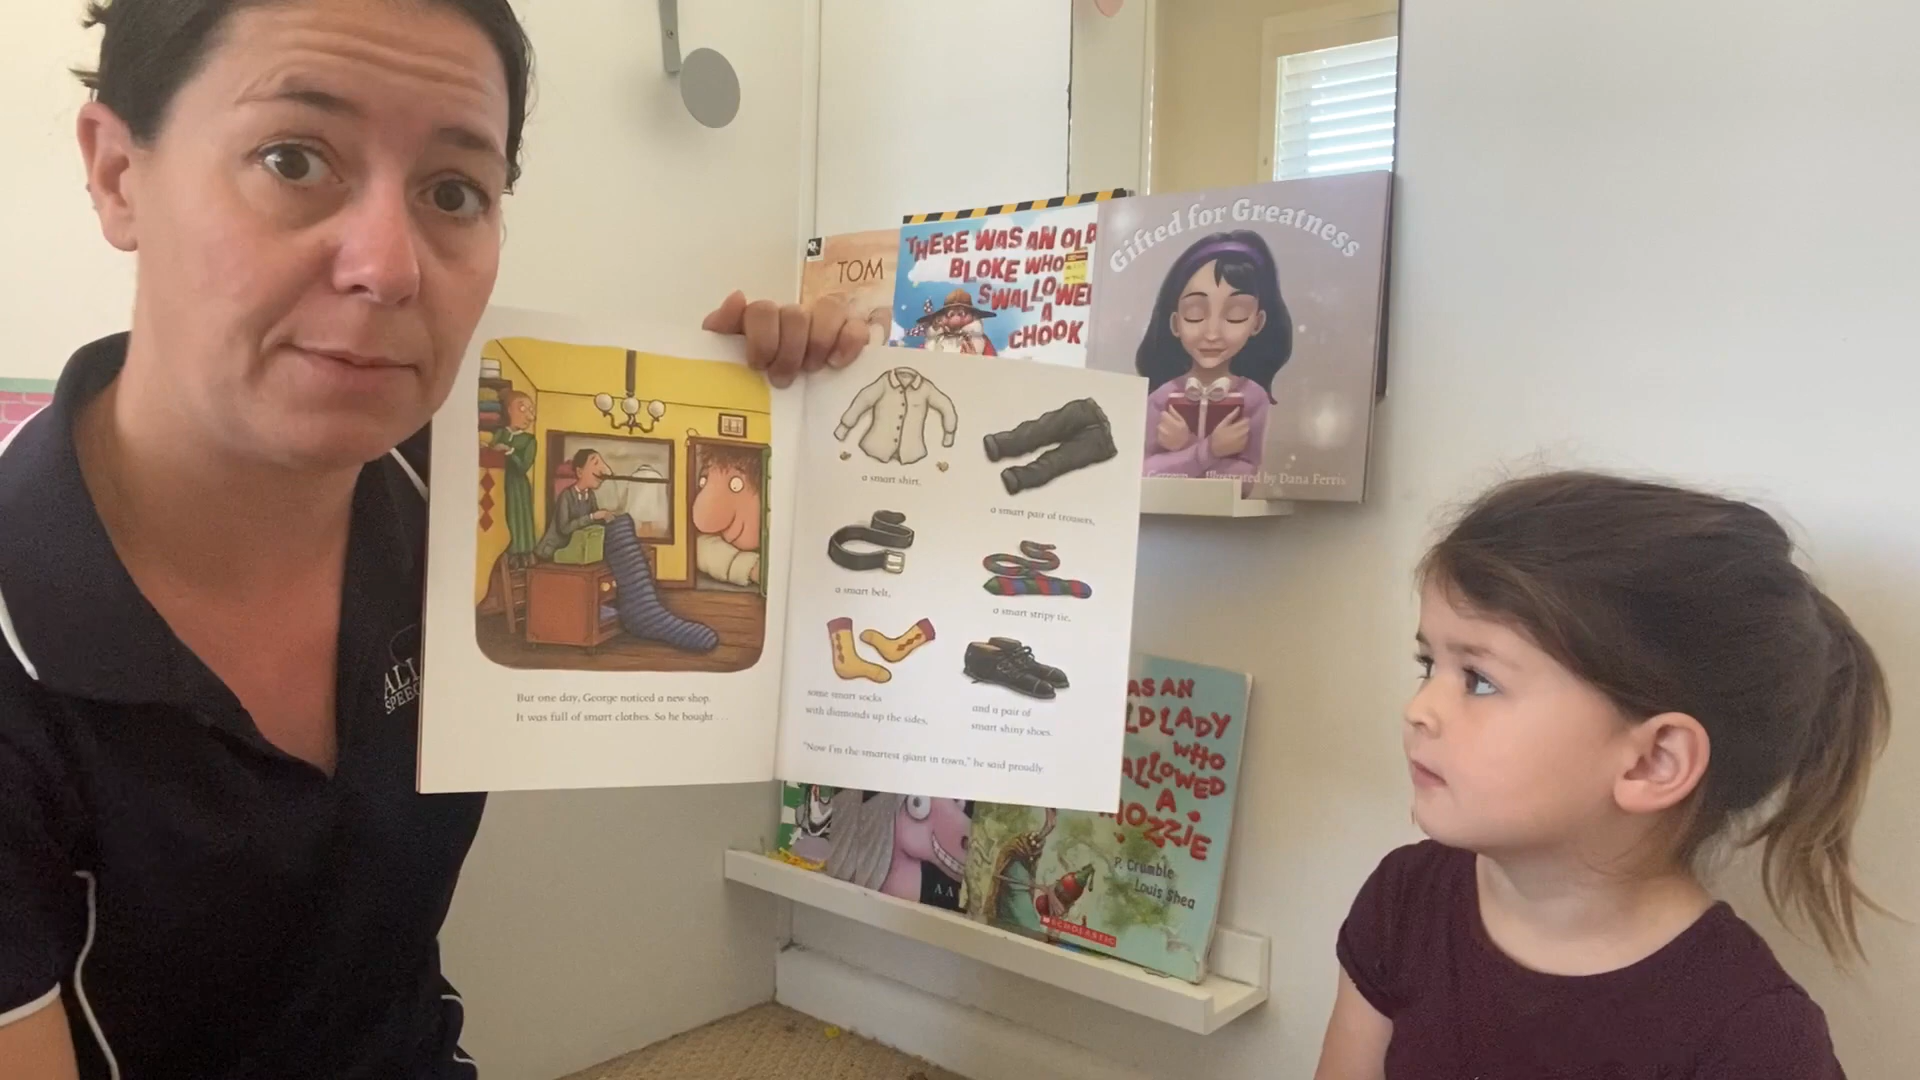 TOM
THERE WAS AN OLD
BLOKE WHO
SWALLOWED
A
CHOOK
Gifted for Greatness
Illustrated by Dana Ferris
But one day, George noticed a new shop.
It was full of smart clothes. So he bought . . .
a smart shirt,
a smart pair of trousers,
a smart belt,
a smart stripy tie,
some smart socks
with diamonds up the sides,
and a pair of
smart shiny shoes.
"Now I'm the smartest giant in town," he said proudly.
ALL
SPEEC
AS AN
LD LADY
WHO
ALLOWED
A
MOZZIE
P. Crumble
Louis Shea
SCHOLASTIC
AA